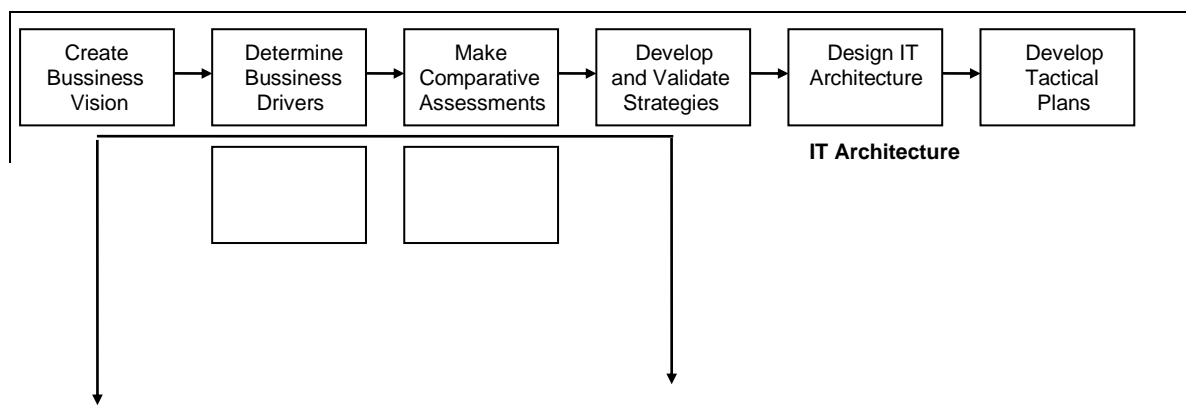 Create
Bussiness
Vision
Determine
Bussiness
Drivers
Make
Comparative
Assessments
Develop
and Validate
Strategies
Design IT
Architecture
Develop
Tactical
Plans
IT Architecture